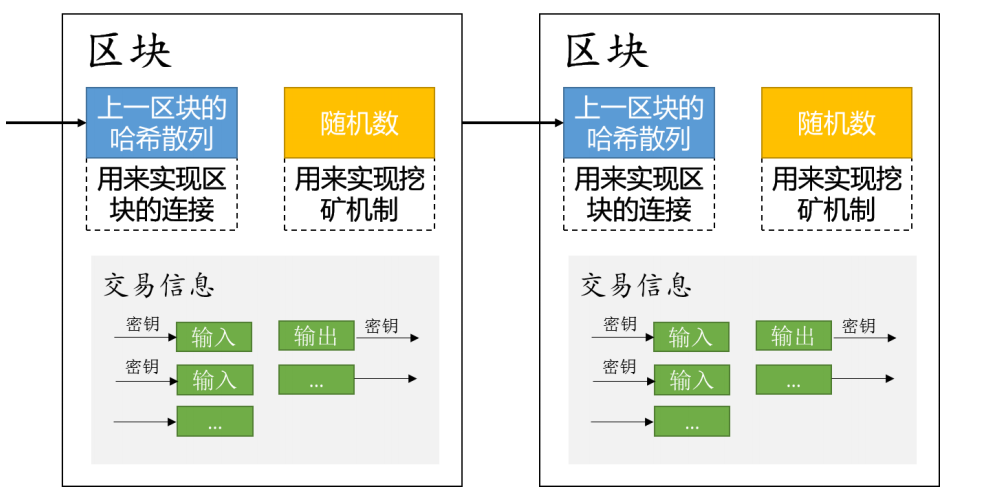 区块
上一区块的
哈希散列
随机数
用来实现区
块的连接
用来实现挖
矿机制
交易信息
密钥
输入
输出
密钥
密钥
输入
...
...
区块
上一区块的
哈希散列
随机数
用来实现区
块的连接
用来实现挖
矿机制
交易信息
密钥
输入
输出
密钥
密钥
输入
...
...